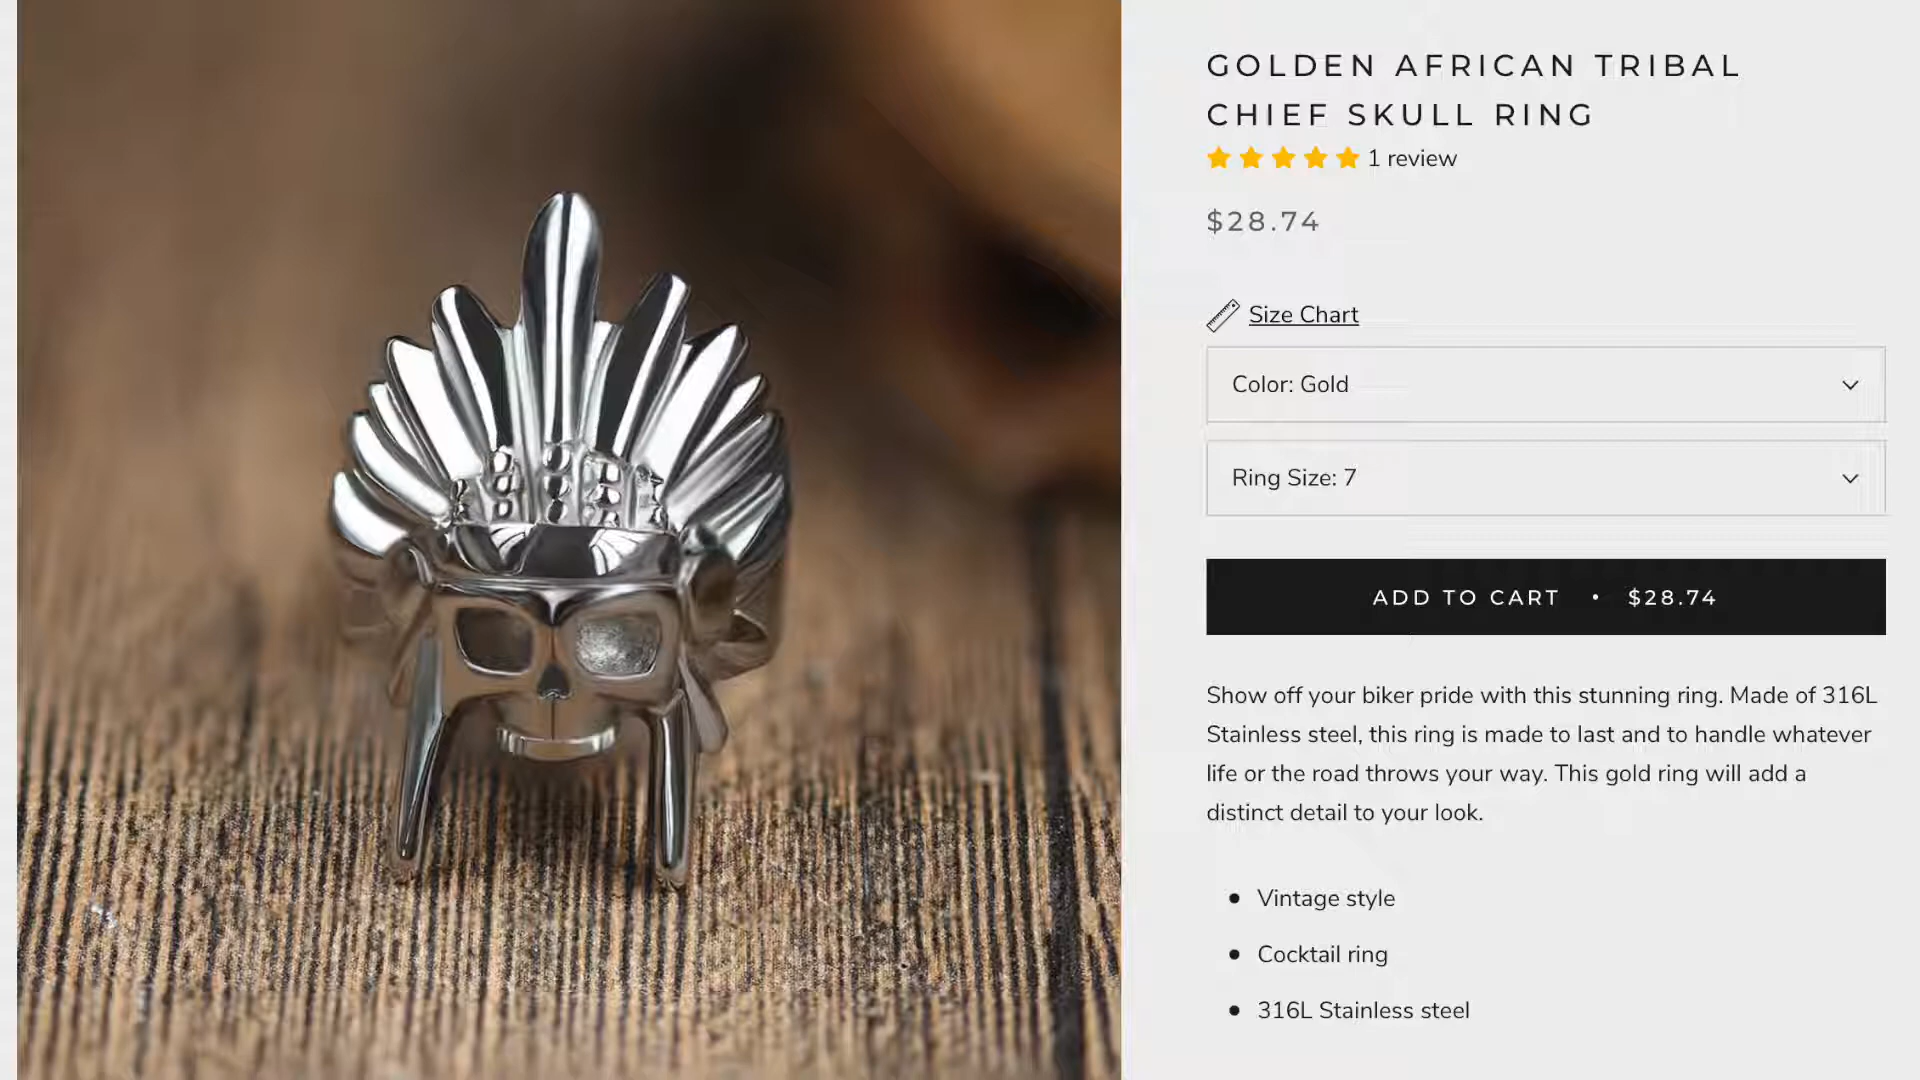 GOLDEN AFRICAN TRIBAL
CHIEF SKULL RING
1 review
$28.74
Size Chart
Color: Gold
Ring Size: 7
ADD TO CART • $28.74
Show off your biker pride with this stunning ring. Made of 316L
Stainless steel, this ring is made to last and to handle whatever
life or the road throws your way. This gold ring will add a
distinct detail to your look.
Vintage style
Cocktail ring
316L Stainless steel